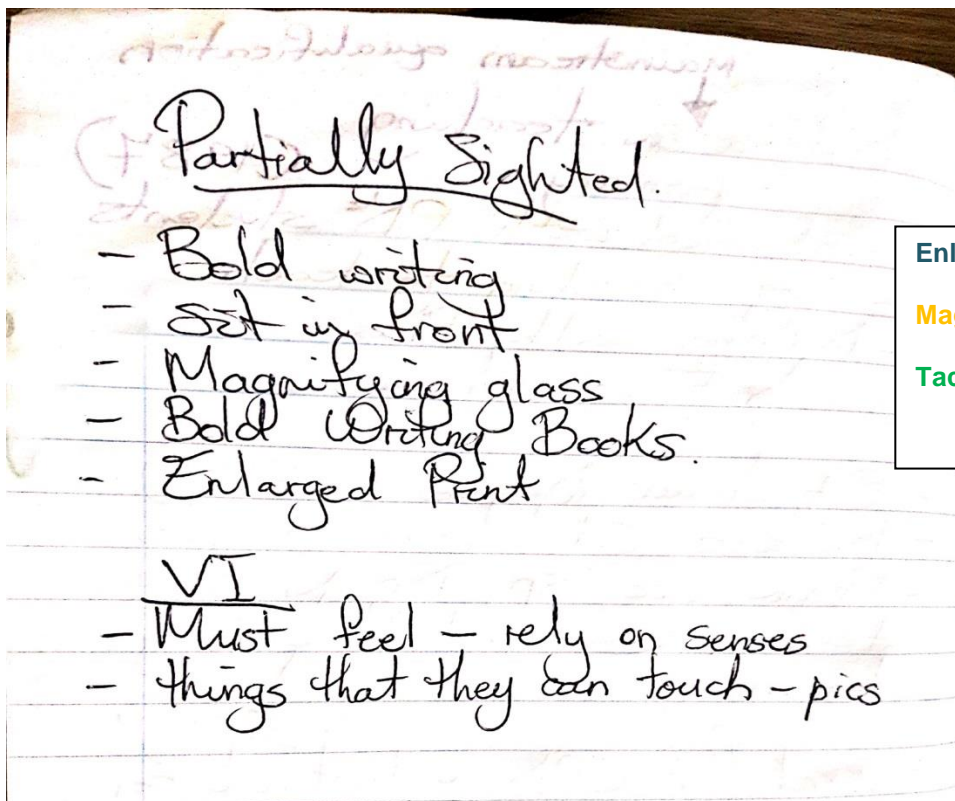 Partially Sighted.
- Bold writing
- Sit in front
- Magnifying glass
- Bold Writing Books.
- Enlarged Print
VI
- Must feel - rely on senses
- things that they can touch - pics
Enl
Mag
Tac